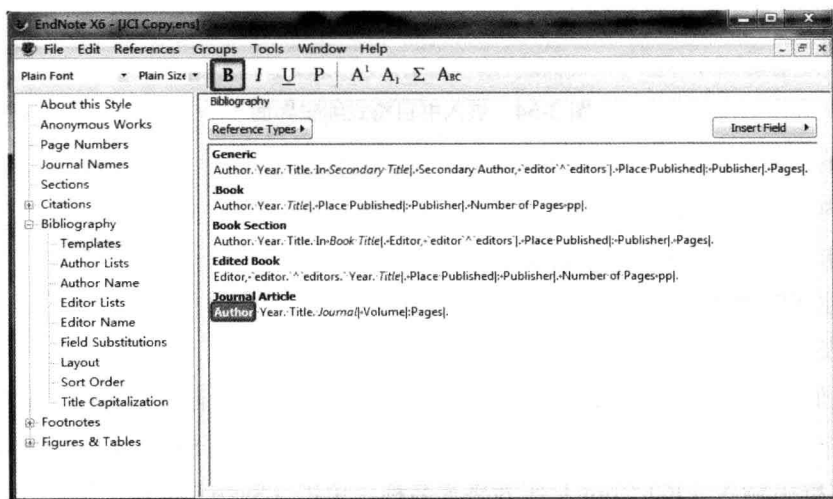 EndNote X6 - [JCI Copy.ens]
File Edit References Groups Tools Window Help
Plain Font Plain Size B I U P A¹ A₁ Σ Abc
About this Style
Anonymous Works
Page Numbers
Journal Names
Sections
Citations
Bibliography
Templates
Author Lists
Author Name
Editor Lists
Editor Name
Field Substitutions
Layout
Sort Order
Title Capitalization
Footnotes
Figures & Tables
Bibliography
Reference Types Insert Field
Generic
Author.·Year.·Title.·In·Secondary·Title|.·Secondary·Author,·`editor`^`editors`|.·Place·Published|:·Publisher|.·Pages|.
.Book
Author.·Year.·Title|.·Place·Published|:·Publisher|.·Number·of·Pages·pp|.
Book Section
Author.·Year.·Title.·In·Book·Title|.·Editor,·`editor`^`editors`|.·Place·Published|:·Publisher|.·Pages|.
Edited Book
Editor,·`editor.`^`editors.`·Year.·Title|.·Place·Published|:·Publisher|.·Number·of·Pages·pp|.
Journal Article
Author·Year.·Title.·Journal|·Volume|:Pages|.